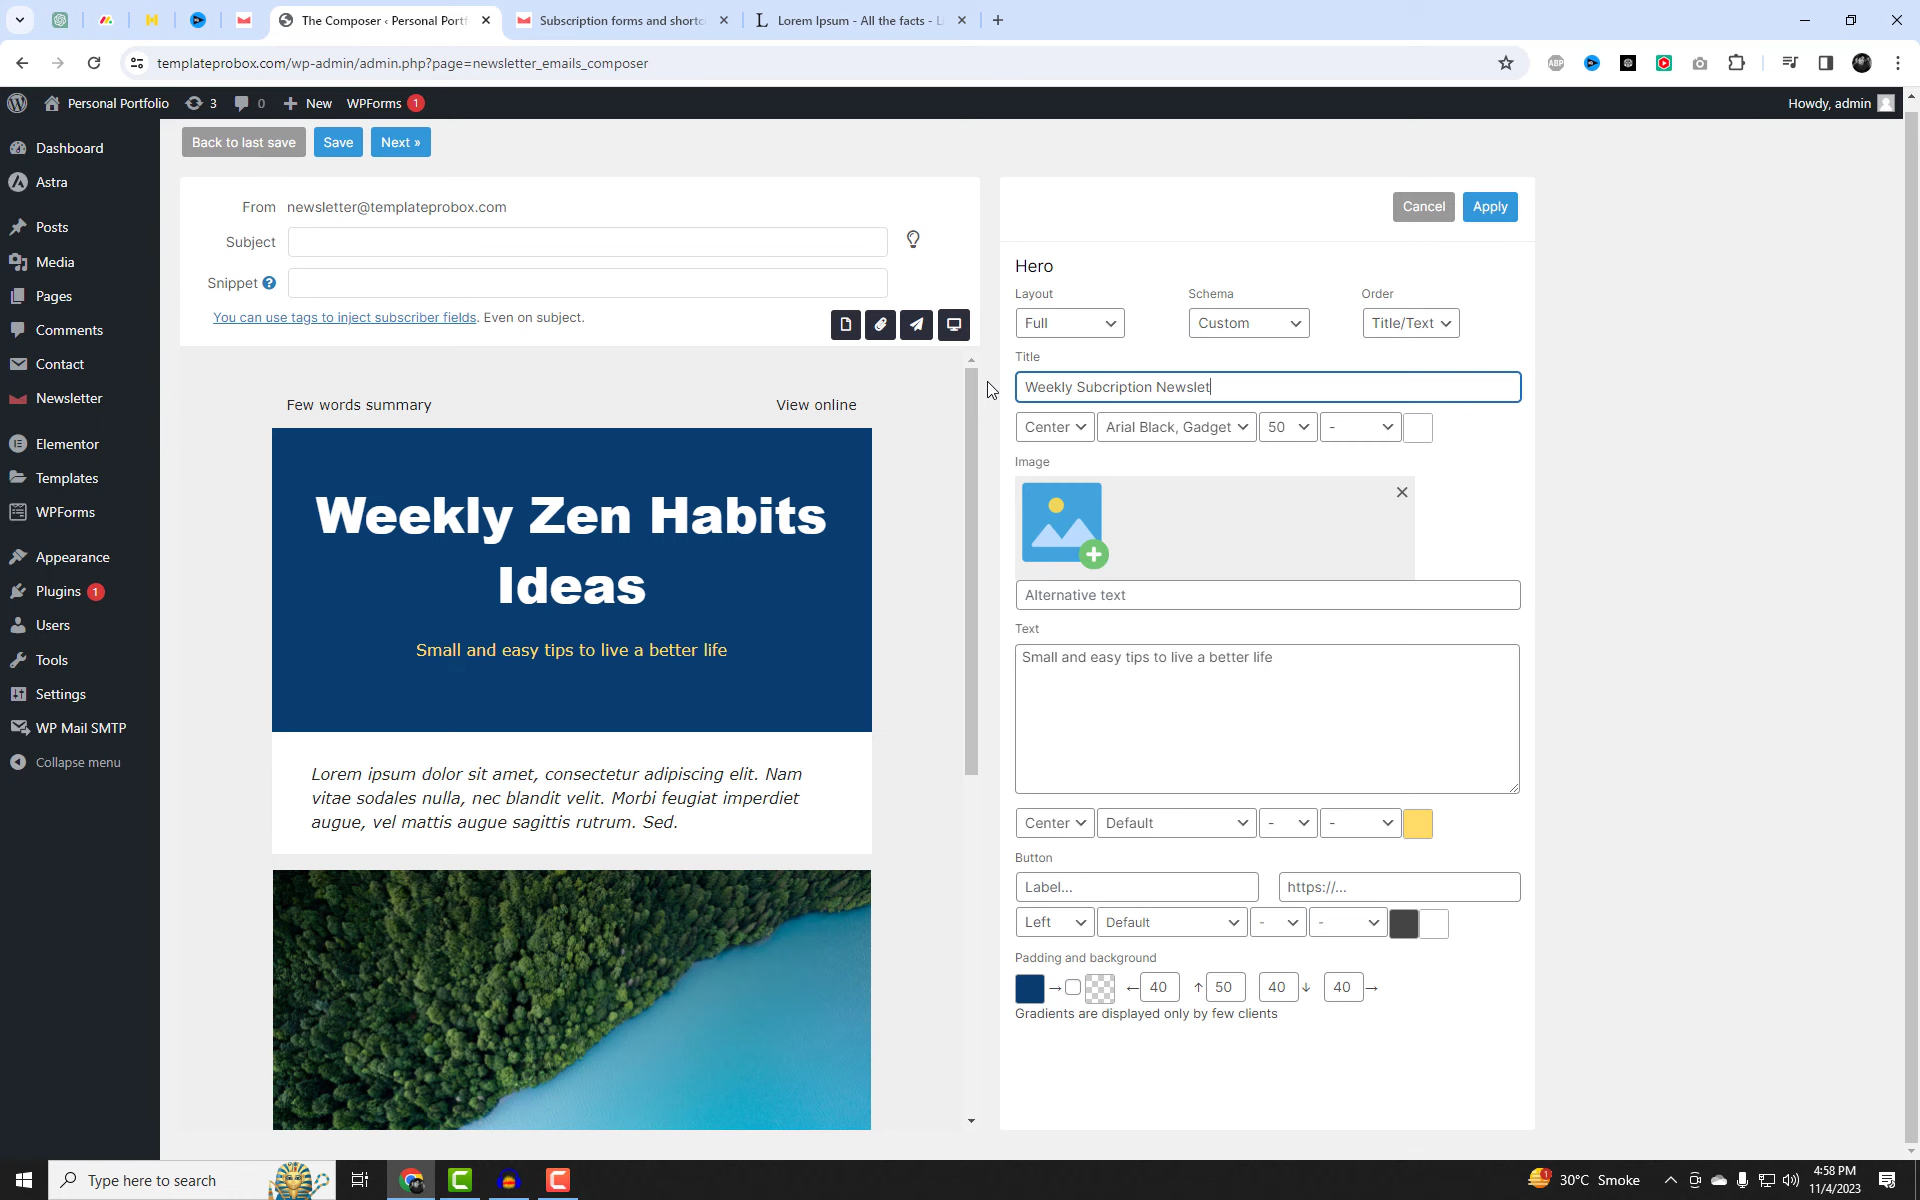 The Composer ‹ Personal Portf
Subscription forms and shortco
Lorem Ipsum - All the facts - L
templateprobox.com/wp-admin/admin.php?page=newsletter_emails_composer
ABP
Personal Portfolio
3
0
New
WPForms
1
Howdy, admin
Dashboard
Astra
Posts
Media
Pages
Comments
Contact
Newsletter
Elementor
Templates
WPForms
Appearance
Plugins
1
Users
Tools
Settings
WP Mail SMTP
Collapse menu
Back to last save
Save
Next »
From
newsletter@templateprobox.com
Subject
Snippet
You can use tags to inject subscriber fields. Even on subject.
Few words summary
View online
Weekly Zen Habits
Ideas
Small and easy tips to live a better life
Lorem ipsum dolor sit amet, consectetur adipiscing elit. Nam
vitae sodales nulla, nec blandit velit. Morbi feugiat imperdiet
augue, vel mattis augue sagittis rutrum. Sed.
Cancel
Apply
Hero
Layout
Schema
Order
Full
Custom
Title/Text
Title
Weekly Subcription Newslet
Center
Arial Black, Gadget
50
-
Image
Alternative text
Text
Small and easy tips to live a better life
Center
Default
-
-
Button
Label...
https://...
Left
Default
-
-
Padding and background
→
←
40
↑
50
40
↓
40
→
Gradients are displayed only by few clients
Type here to search
30°C Smoke
4:58 PM
11/4/2023